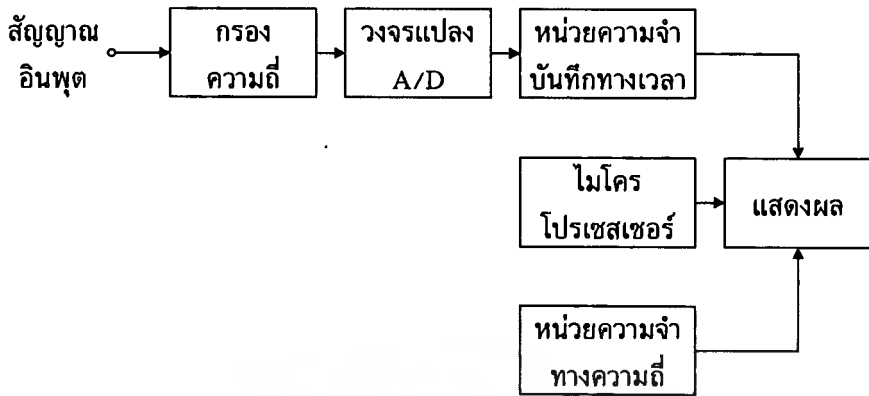 สัญญาณ
อินพุต
กรอง
ความถี่
วงจรแปลง
A/D
หน่วยความจำ
บันทึกทางเวลา
ไมโคร
โปรเซสเซอร์
แสดงผล
หน่วยความจำ
ทางความถี่